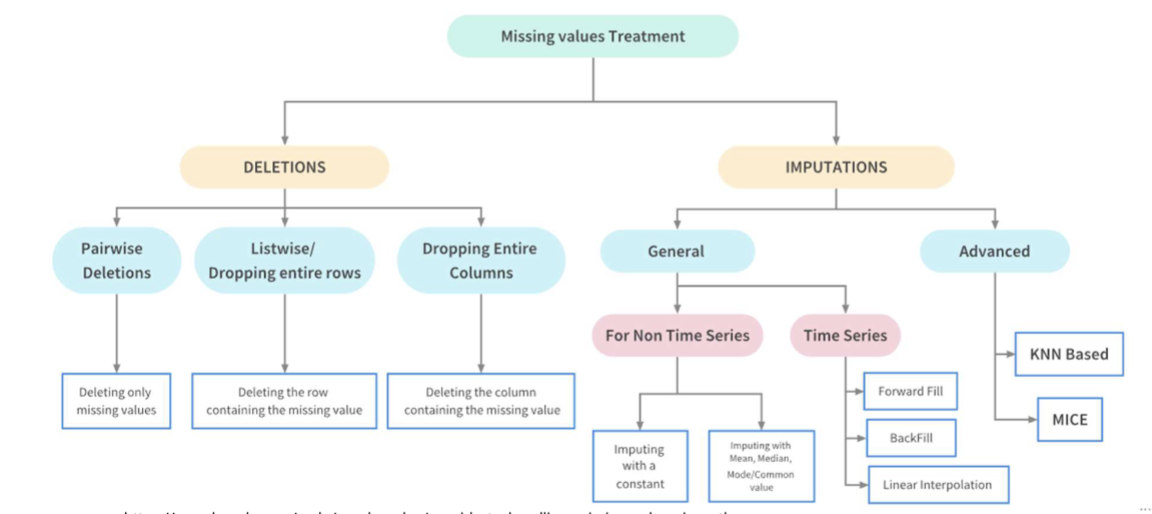 Missing values Treatment
DELETIONS
IMPUTATIONS
Pairwise
Deletions
Listwise/
Dropping entire rows
Dropping Entire
Columns
General
Advanced
For Non Time Series
Time Series
KNN Based
MICE
Deleting only
missing values
Deleting the row
containing the missing value
Deleting the column
containing the missing value
Forward Fill
BackFill
Linear Interpolation
Imputing
with a
constant
Imputing with
Mean, Median,
Mode/Common
value